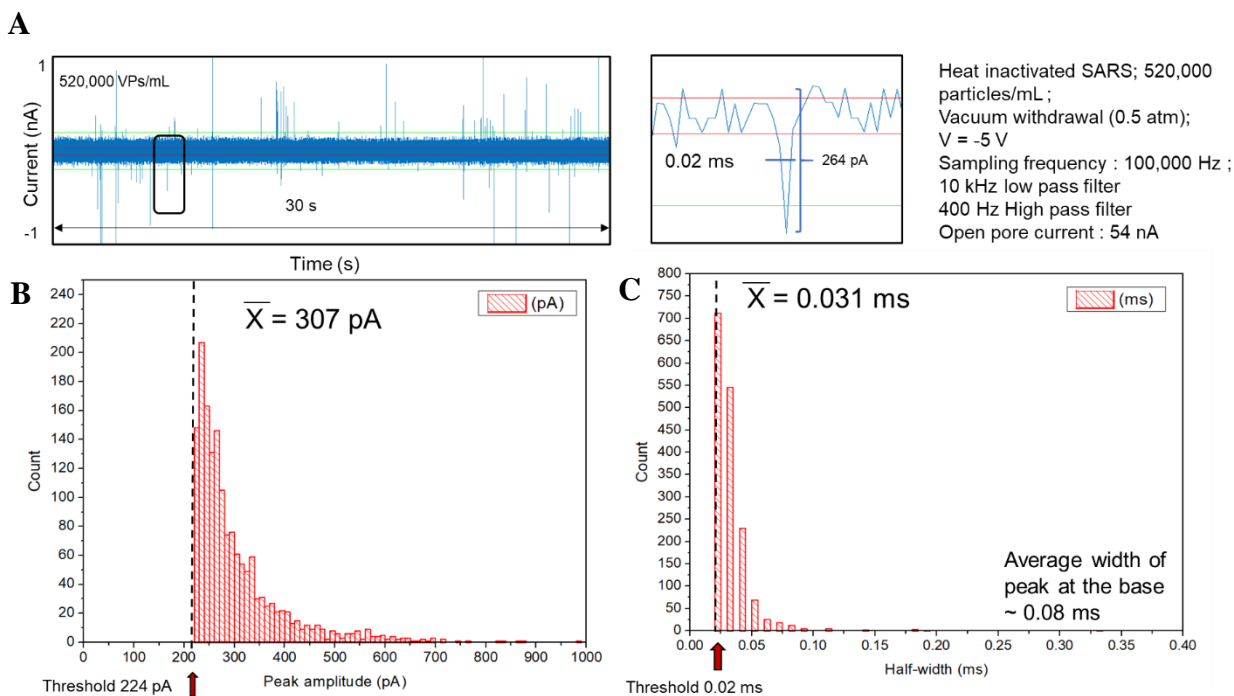 A
1
520,000 VPs/mL
Current (nA)
30 s
-1
Time (s)
0.02 ms
264 pA
Heat inactivated SARS; 520,000
particles/mL ;
Vacuum withdrawal (0.5 atm);
V = -5 V
Sampling frequency : 100,000 Hz ;
10 kHz low pass filter
400 Hz High pass filter
Open pore current : 54 nA
B
X = 307 pA
(pA)
Count
240
220
200
180
160
140
120
100
80
60
40
20
0
0 100 200 300 400 500 600 700 800 900 1000
Threshold 224 pA
Peak amplitude (pA)
C
X = 0.031 ms
(ms)
Count
800
750
700
650
600
550
500
450
400
350
300
250
200
150
100
50
0
Average width of
peak at the base
~ 0.08 ms
0.00 0.05 0.10 0.15 0.20 0.25 0.30 0.35 0.40
Half-width (ms)
Threshold 0.02 ms